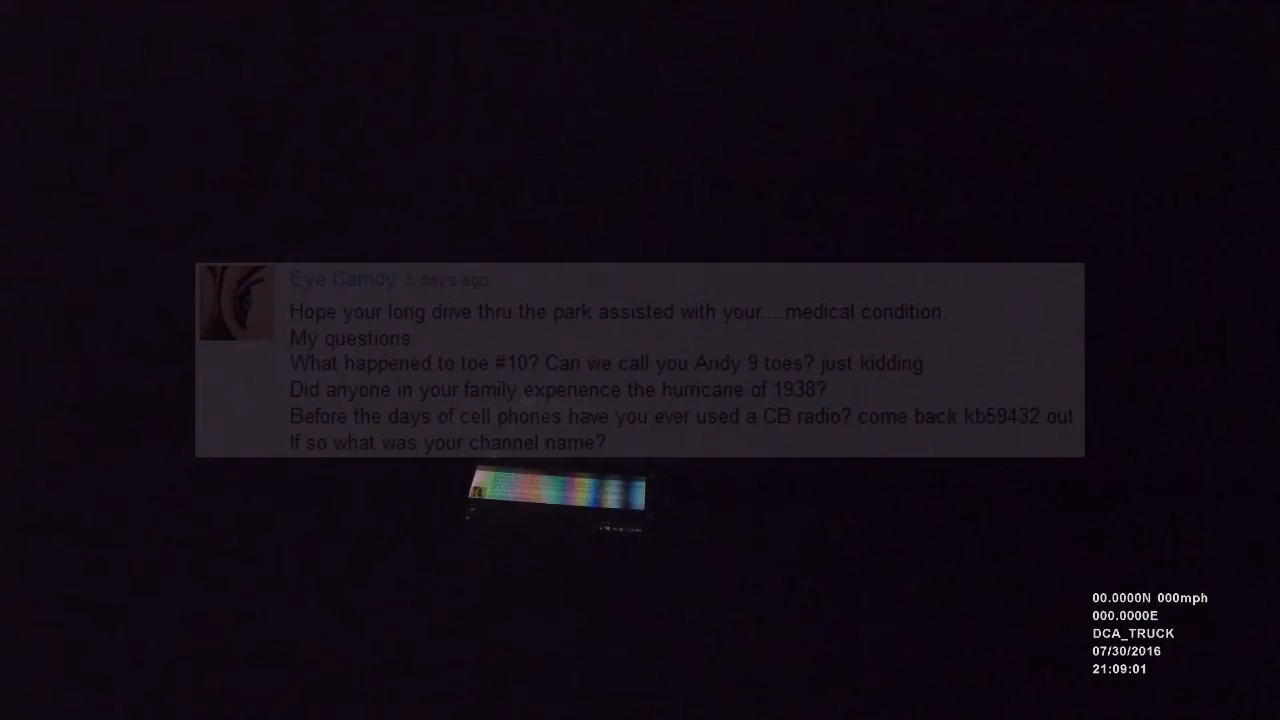 Eye Camdy 5 days ago
Hope your long drive thru the park assisted with your....medical condition.
My questions:
What happened to toe #10? Can we call you Andy 9 toes? just kidding
Did anyone in your family experience the hurricane of 1938?
Before the days of cell phones have you ever used a CB radio? come back kb59432 out
If so what was your channel name?
00.0000N 000mph
000.0000E
DCA_TRUCK
07/30/2016
21:09:01